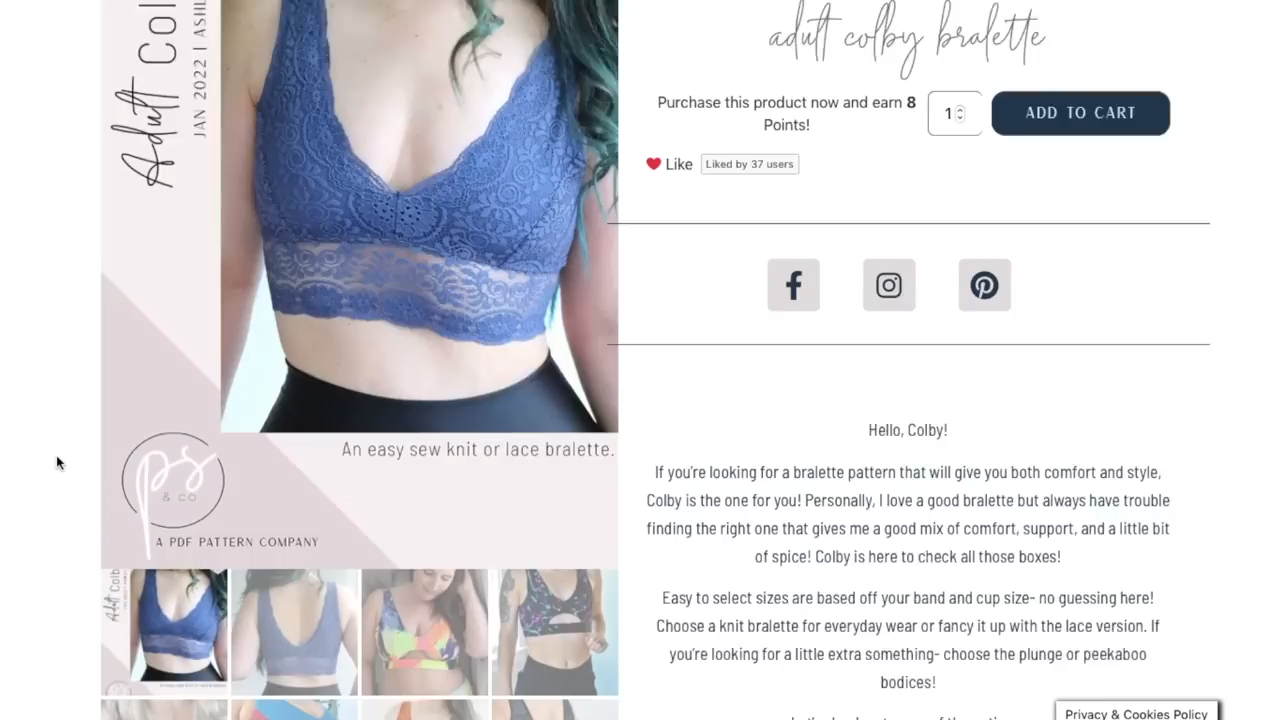 Adult Col
JAN 2022 | ASHL
An easy sew knit or lace bralette.
ps
& CO
A PDF PATTERN COMPANY
Adult Colb
adult colby bralette
Purchase this product now and earn 8
Points!
1
ADD TO CART
Like
Liked by 37 users
Hello, Colby!
If you're looking for a bralette pattern that will give you both comfort and style,
Colby is the one for you! Personally, I love a good bralette but always have trouble
finding the right one that gives me a good mix of comfort, support, and a little bit
of spice! Colby is here to check all those boxes!
Easy to select sizes are based off your band and cup size- no guessing here!
Choose a knit bralette for everyday wear or fancy it up with the lace version. If
you're looking for a little extra something- choose the plunge or peekaboo
bodices!
Privacy & Cookies Policy